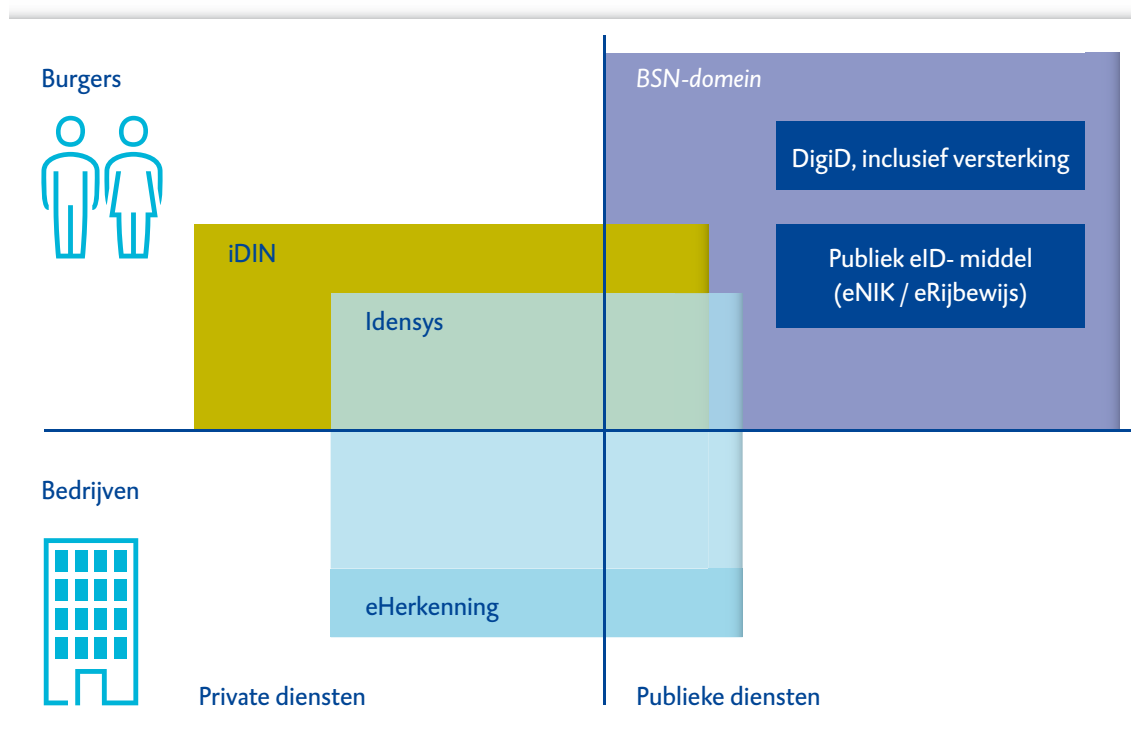 Burgers
BSN-domein
DigiD, inclusief versterking
iDIN
Publiek eID- middel
(eNIK / eRijbewijs)
Idensys
Bedrijven
eHerkenning
Private diensten
Publieke diensten